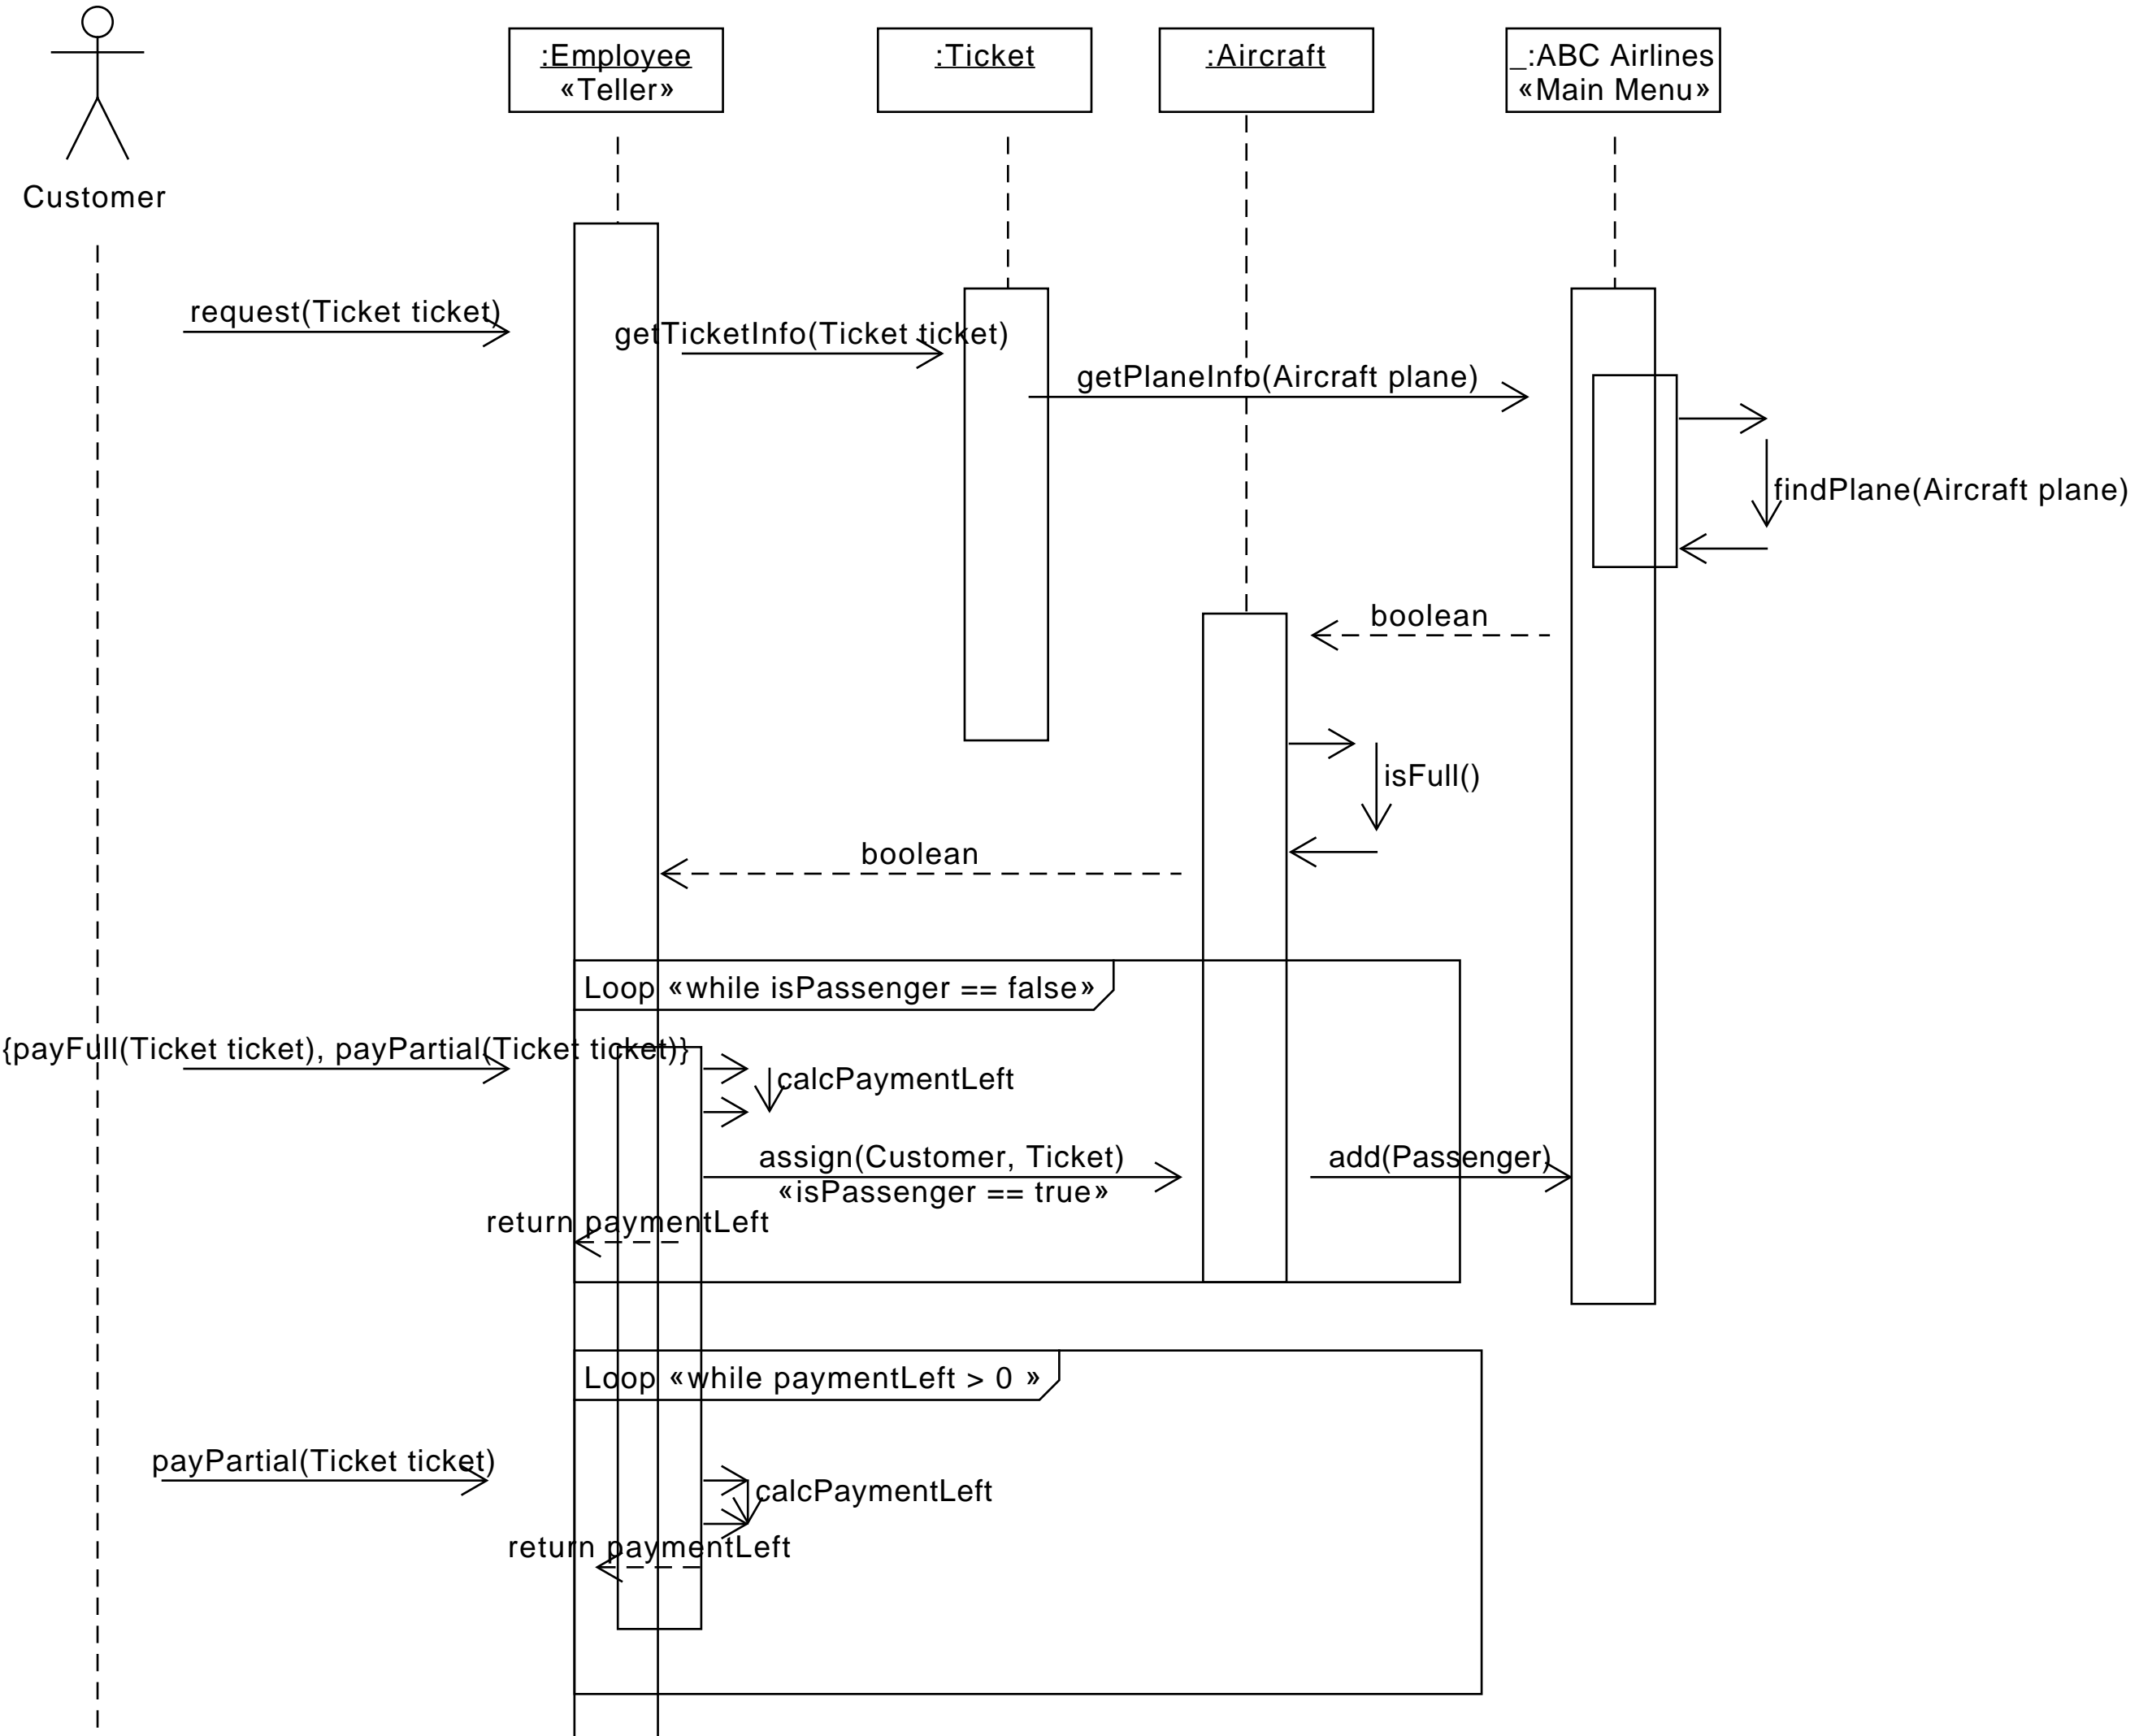 :Employee
«Teller»
:Ticket
:Aircraft
_:ABC Airlines
«Main Menu»
Customer
request(Ticket ticket)
getTicketInfo(Ticket ticket)
getPlaneInfo(Aircraft plane)
findPlane(Aircraft plane)
boolean
isFull()
boolean
Loop «while isPassenger == false»
{payFull(Ticket ticket), payPartial(Ticket ticket)}
calcPaymentLeft
assign(Customer, Ticket)
«isPassenger == true»
add(Passenger)
return paymentLeft
Loop «while paymentLeft > 0 »
payPartial(Ticket ticket)
calcPaymentLeft
return paymentLeft